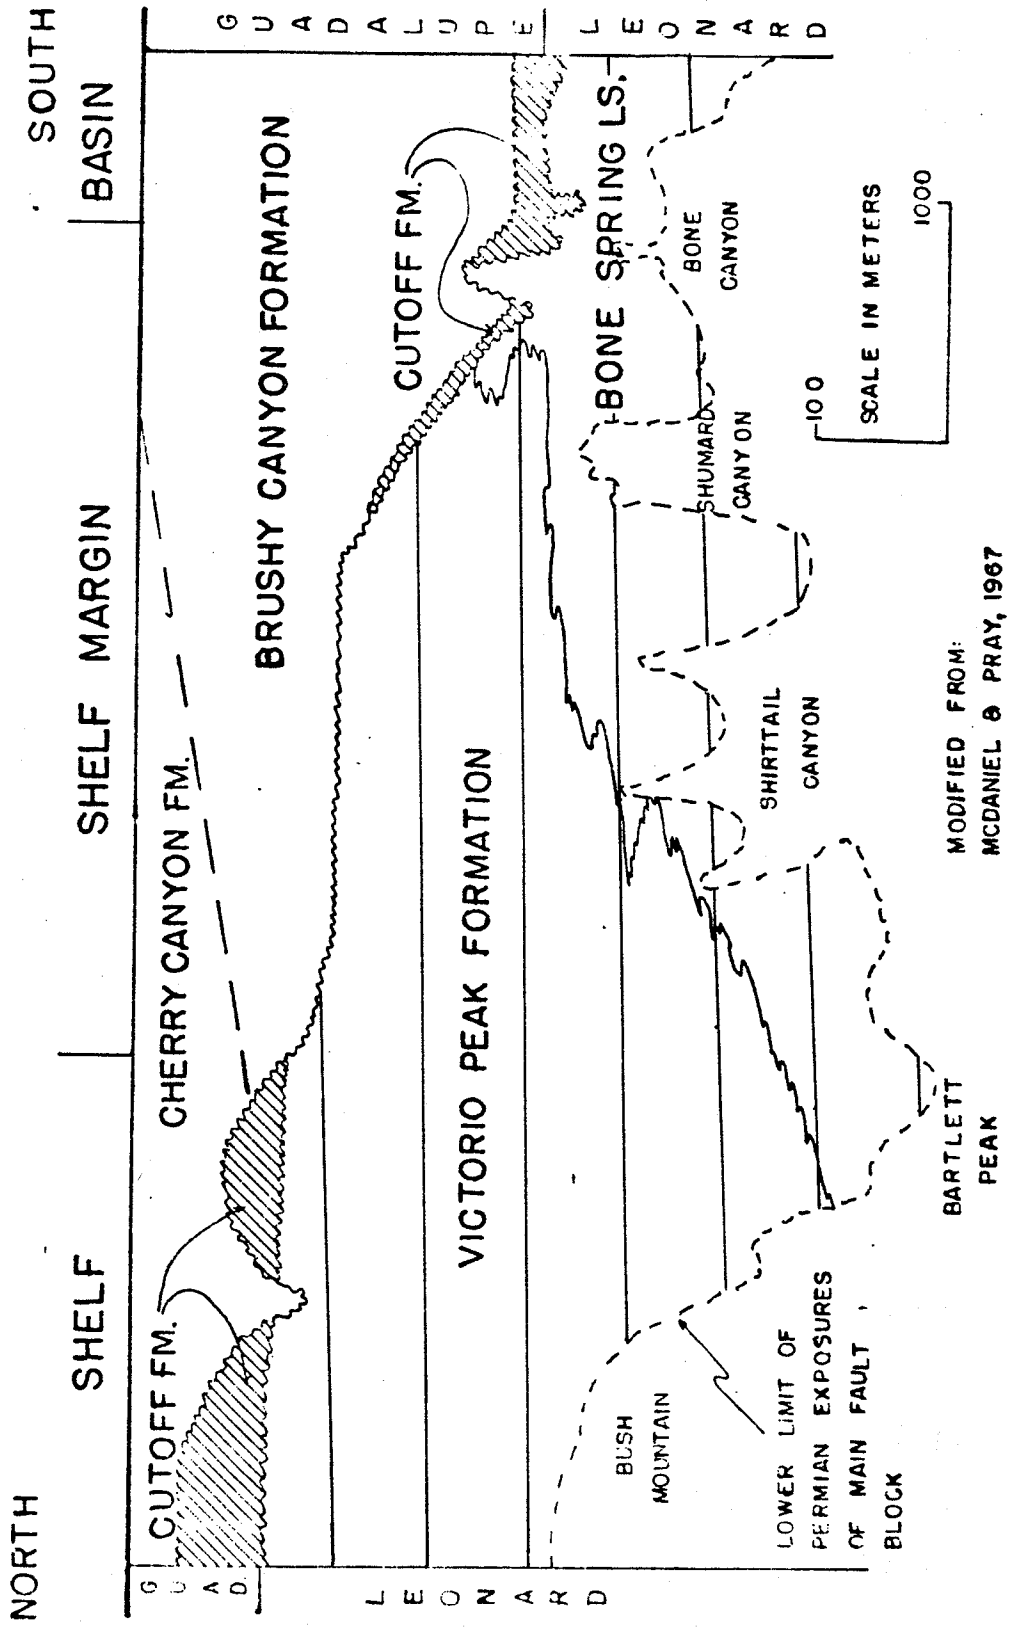 NORTH
SOUTH
SHELF
SHELF MARGIN
BASIN
GUAD.
LEONARD
GUADALUPE
LEONARD
CUTOFF FM.
CHERRY CANYON FM.
BRUSHY CANYON FORMATION
CUTOFF FM.
VICTORIO PEAK FORMATION
BONE SPRING LS.
BUSH
MOUNTAIN
LOWER LIMIT OF
PERMIAN EXPOSURES
OF MAIN FAULT
BLOCK
BARTLETT
PEAK
SHIRTTAIL
CANYON
SHUMARD
CANYON
BONE
CANYON
100
SCALE IN METERS
1000
MODIFIED FROM:
MCDANIEL & PRAY, 1967